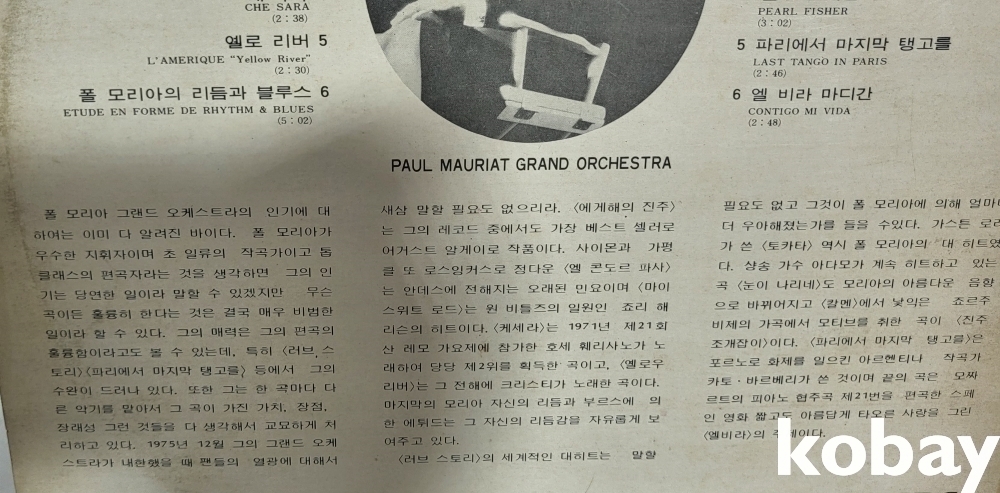 CHE SARA
(2 : 38)
옐로 리버 5
L'AMERIQUE "Yellow River"
(2 : 30)
폴 모리아의 리듬과 블루스 6
ETUDE EN FORME DE RHYTHM & BLUES
(5 : 02)
PEARL FISHER
(3 : 02)
5 파리에서 마지막 탱고를
LAST TANGO IN PARIS
(2 : 46)
6 엘 비라 마디간
CONTIGO MI VIDA
(2 : 48)
PAUL MAURIAT GRAND ORCHESTRA
폴 모리아 그랜드 오케스트라의 인기에 대
하여는 이미 다 알려진 바이다. 폴 모리아가
우수한 지휘자이며 초 일류의 작곡가이고 톱
클래스의 편곡자라는 것을 생각하면 그의 인
기는 당연한 일이라 말할 수 있겠지만 무슨
곡이든 훌륭히 한다는 것은 결국 매우 비범한
일이라 할 수 있다. 그의 매력은 그의 편곡의
훌륭함이라고도 볼 수 있는데, 특히 〈러브 스
토리〉〈파리에서 마지막 탱고를〉 등에서 그의
수완이 드러나 있다. 또한 그는 한 곡마다 다
른 악기를 맡아서 그 곡이 가진 가치, 장점,
장래성 그런 것들을 다 생각해서 교묘하게 처
리하고 있다. 1975년 12월 그의 그랜드 오케
스트라가 내한했을 때 팬들의 열광에 대해서
새삼 말할 필요도 없으리라. 〈에게해의 진주〉
는 그의 레코드 중에서도 가장 베스트 셀러로
어거스트 알게이로 작품이다. 사이몬과 가펑
클 또 로스잉커스로 정다운 〈엘 콘도르 파사〉
는 안데스에 전해지는 오래된 민요이며 〈마이
스위트 로드〉는 원 비틀즈의 일원인 죠리 해
리슨의 히트이다. 〈케세라〉는 1971년 제21회
산 레모 가요제에 참가한 호세 훼리사노가 노
래하여 당당 제2위를 획득한 곡이고, 〈옐로우
리버〉는 그 전해에 크리스티가 노래한 곡이다.
마지막의 모리아 자신의 리듬과 부르스에 의
한 에튀드는 그 자신의 리듬감을 자유롭게 보
여주고 있다.
〈러브 스토리〉의 세계적인 대히트는 말할
필요도 없고 그것이 폴 모리아에 의해 얼마
더 우아해졌는가를 들을 수있다. 가스톤 로
가 쓴 〈토카타〉 역시 폴 모리아의 대 히트였
다. 샹송 가수 아다모가 계속 히트하고 있는
곡 〈눈이 나리네〉도 모리아의 아름다운 음향
으로 바뀌어지고 〈칼멘〉에서 낯익은 죠르주
비제의 가곡에서 모티브를 취한 곡이 〈진주
조개잡이〉이다. 〈파리에서 마지막 탱고를〉은
포르노로 화제를 일으킨 아르헨티나 작곡가
카토·바르베리가 쓴 것이며 끝의 곡은 모짜
르트의 피아노 협주곡 제21번을 편곡한 스페
인 영화 짧고도 아름답게 타오른 사랑을 그린
〈엘비라〉의 주제이다.
kobay